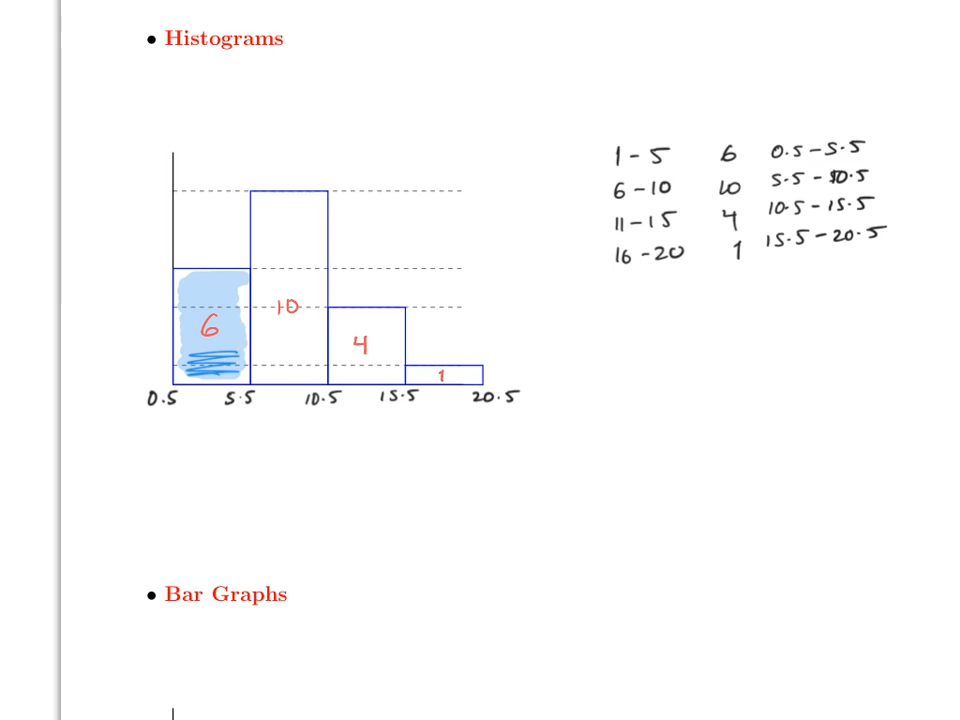 • Histograms
1 - 5 6 0.5 - 5.5
6 - 10 10 5.5 - 10.5
11 - 15 4 10.5 - 15.5
16 - 20 1 15.5 - 20.5
6 10 4 1
0.5 5.5 10.5 15.5 20.5
• Bar Graphs